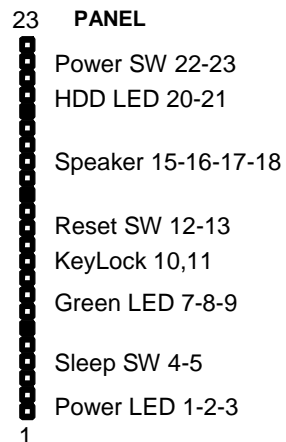 23 PANEL
Power SW 22-23
HDD LED 20-21
Speaker 15-16-17-18
Reset SW 12-13
KeyLock 10,11
Green LED 7-8-9
Sleep SW 4-5
Power LED 1-2-3
1